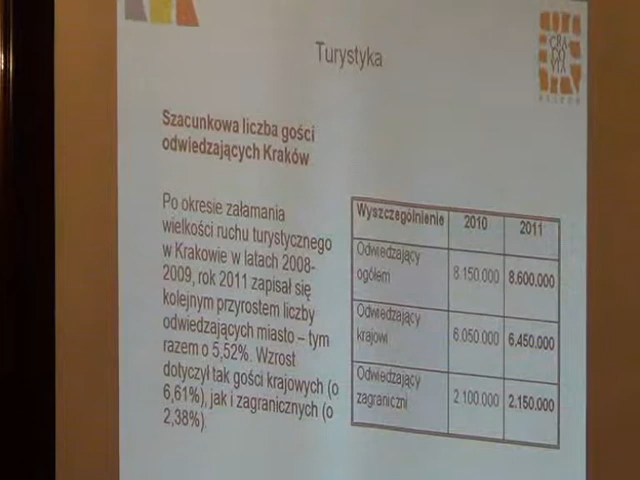 Turystyka
CRA
CO
VIA
Szacunkowa liczba gości
odwiedzających Kraków
Po okresie załamania
wielkości ruchu turystycznego
w Krakowie w latach 2008-
2009, rok 2011 zapisał się
kolejnym przyrostem liczby
odwiedzających miasto – tym
razem o 5,52%. Wzrost
dotyczył tak gości krajowych (o
6,61%), jak i zagranicznych (o
2,38%).
Wyszczególnienie 2010 2011
Odwiedzający
ogółem 8.150.000 8.600.000
Odwiedzający
krajowi 6.050.000 6.450.000
Odwiedzający
zagraniczni 2.100.000 2.150.000